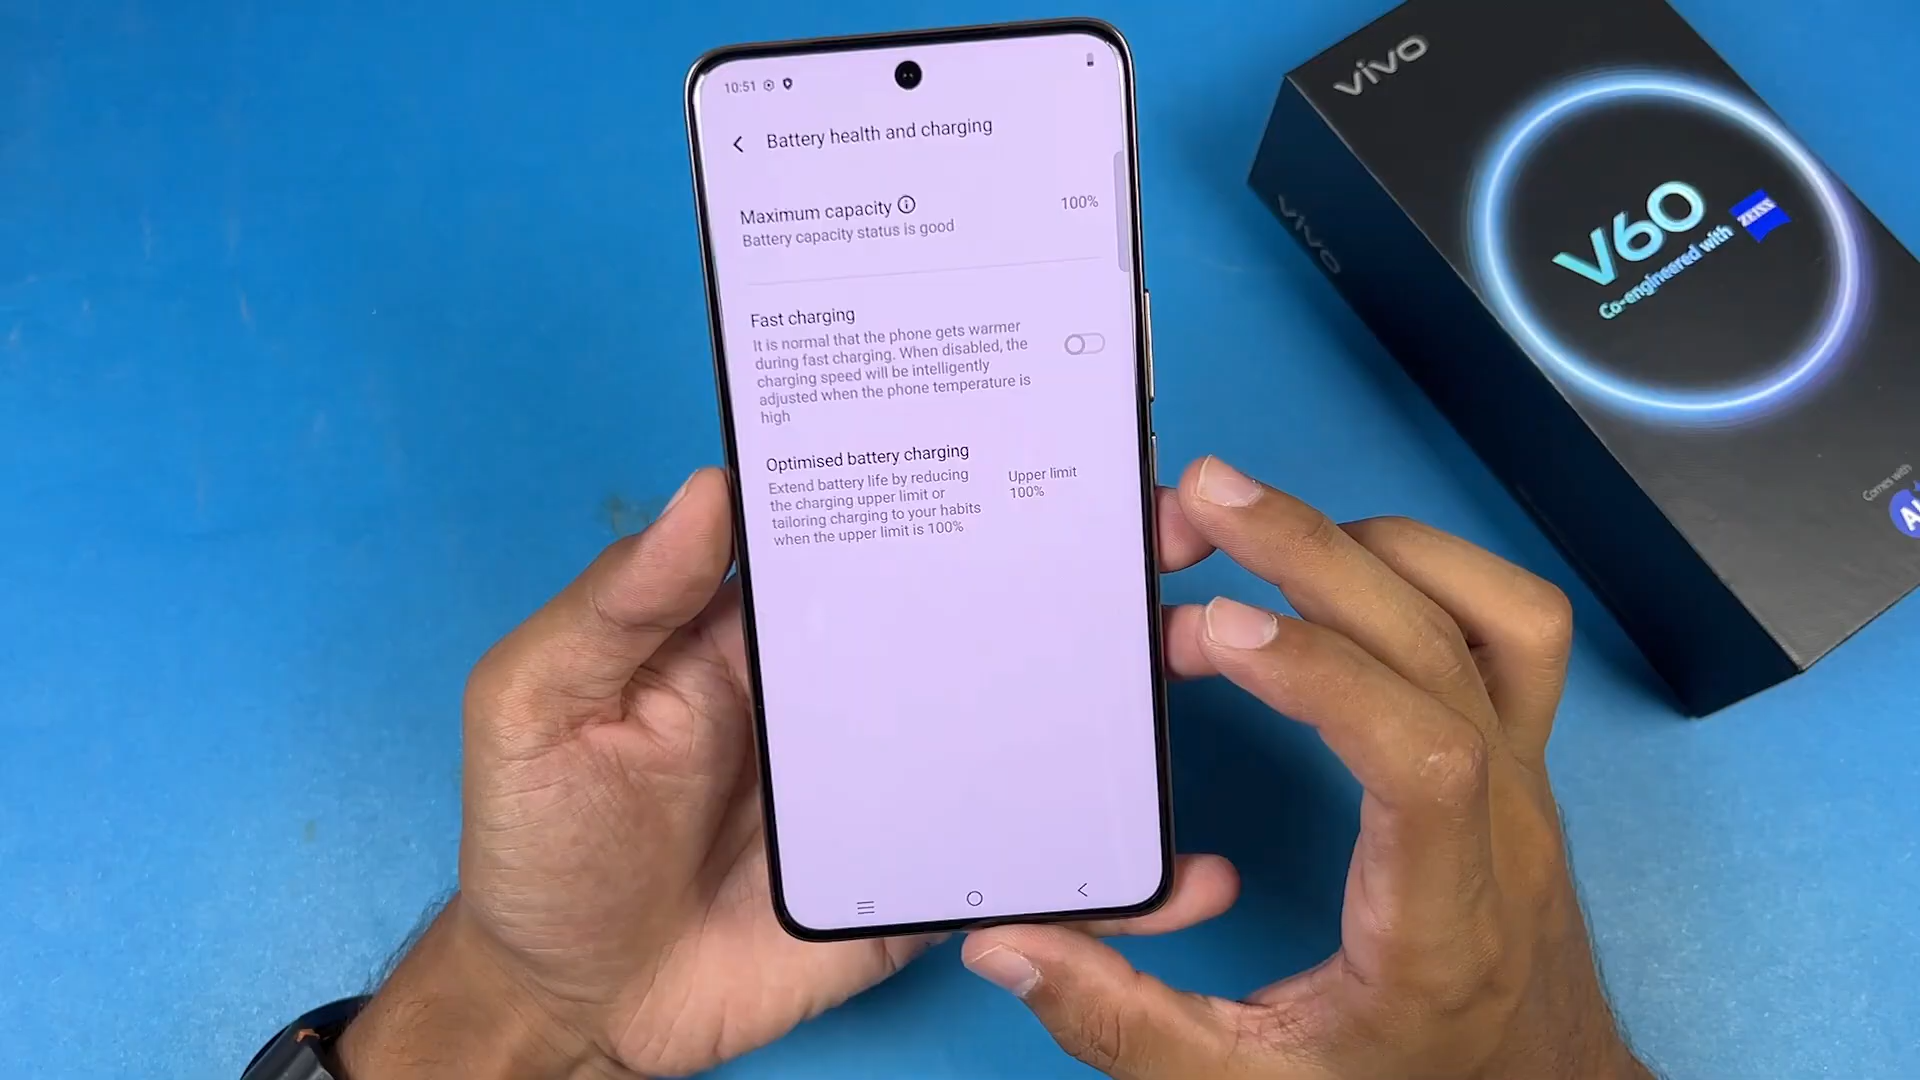 10:51
Battery health and charging
Maximum capacity
100%
Battery capacity status is good
Fast charging
It is normal that the phone gets warmer
during fast charging. When disabled, the
charging speed will be intelligently
adjusted when the phone temperature is
high
Optimised battery charging
Extend battery life by reducing
the charging upper limit or
tailoring charging to your habits
when the upper limit is 100%
Upper limit
100%
vivo
vivo
V60
Co-engineered with
ZEISS
Comes with